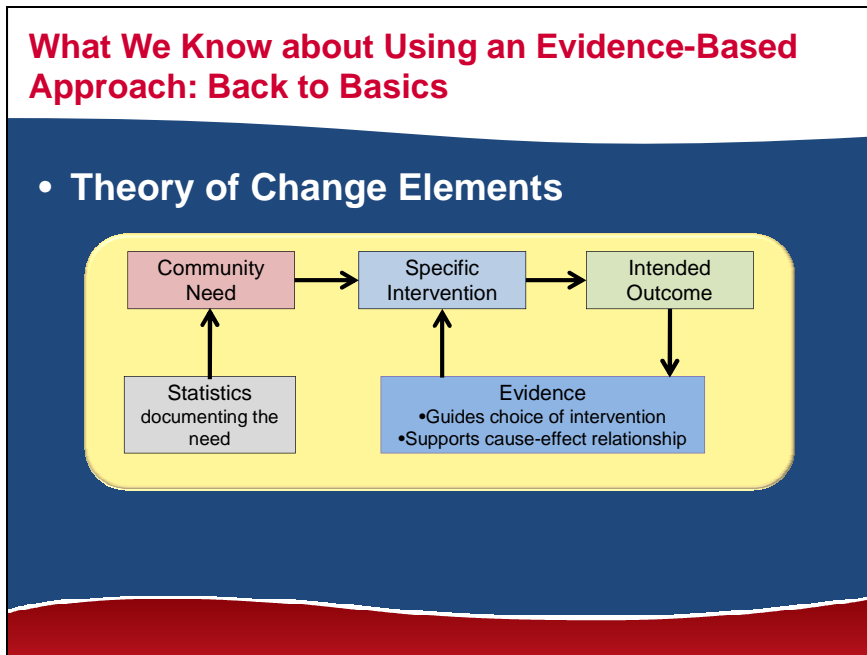 What We Know about Using an Evidence-Based
Approach: Back to Basics
• Theory of Change Elements
Community
Need
Specific
Intervention
Intended
Outcome
Statistics
documenting the
need
Evidence
•Guides choice of intervention
•Supports cause-effect relationship